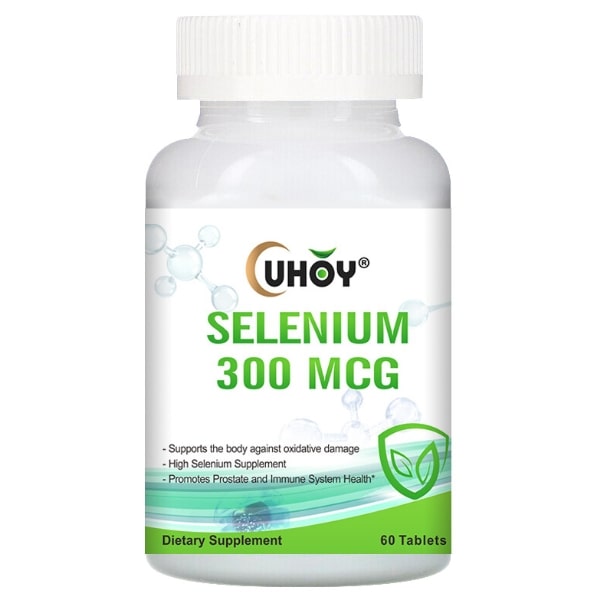 UHOY®
SELENIUM
300 MCG
- Supports the body against oxidative damage
- High Selenium Supplement
- Promotes Prostate and Immune System Health*
Dietary Supplement 60 Tablets